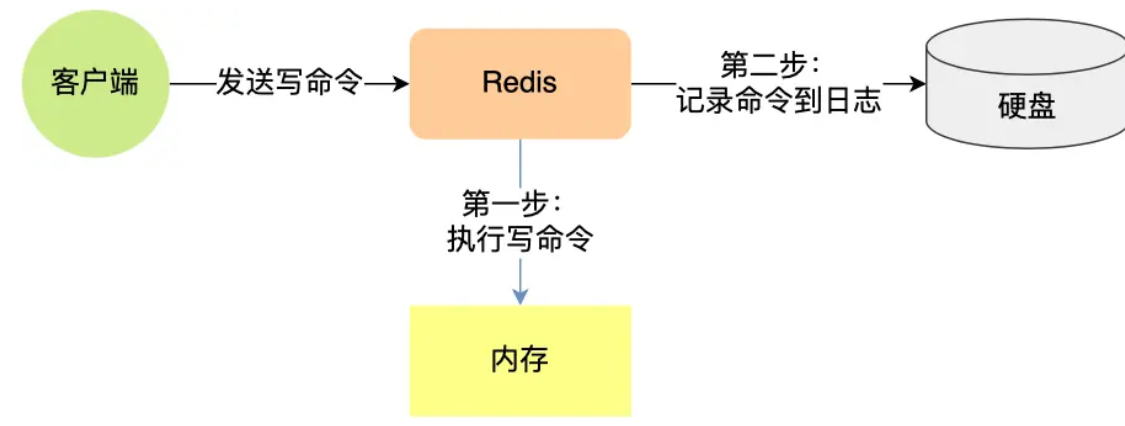 客户端
发送写命令
Redis
第二步：
记录命令到日志
硬盘
第一步：
执行写命令
内存